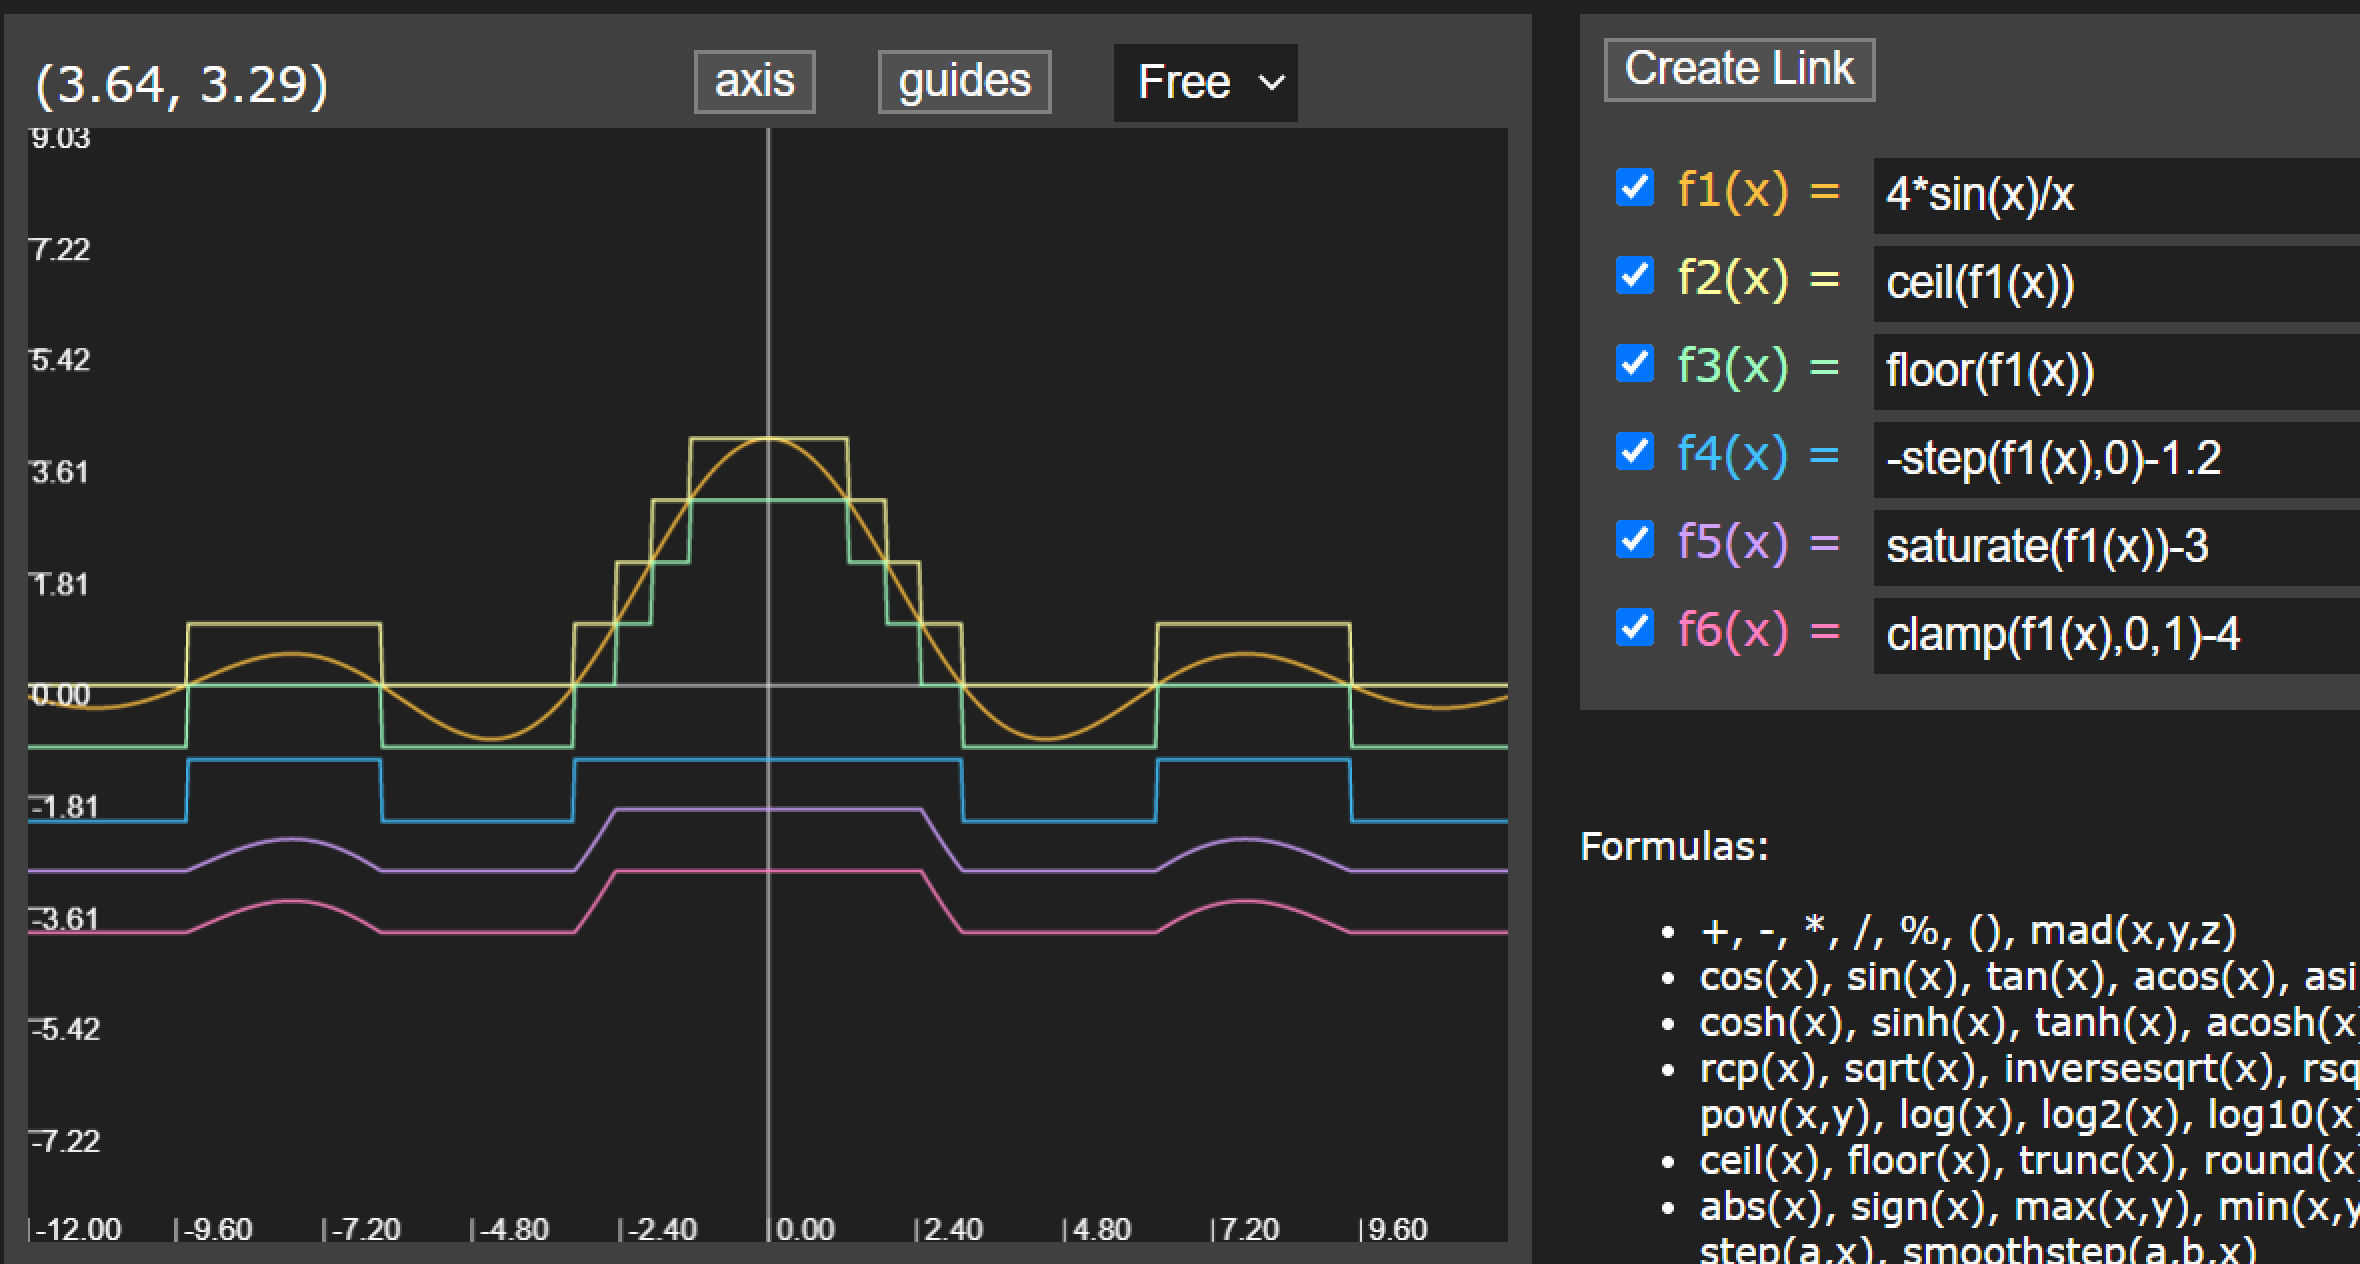 (3.64, 3.29)
axis
guides
Free
9.03
7.22
5.42
3.61
1.81
0.00
-1.81
-3.61
-5.42
-7.22
-12.00 -9.60 -7.20 -4.80 -2.40 0.00 2.40 4.80 7.20 9.60
Create Link
f1(x) = 4*sin(x)/x
f2(x) = ceil(f1(x))
f3(x) = floor(f1(x))
f4(x) = -step(f1(x),0)-1.2
f5(x) = saturate(f1(x))-3
f6(x) = clamp(f1(x),0,1)-4
Formulas:
• +, -, *, /, %, (), mad(x,y,z)
• cos(x), sin(x), tan(x), acos(x), asi
• cosh(x), sinh(x), tanh(x), acosh(x)
• rcp(x), sqrt(x), inversesqrt(x), rsq
pow(x,y), log(x), log2(x), log10(x)
• ceil(x), floor(x), trunc(x), round(x)
• abs(x), sign(x), max(x,y), min(x,y
step(a,x), smoothstep(a,b,x)